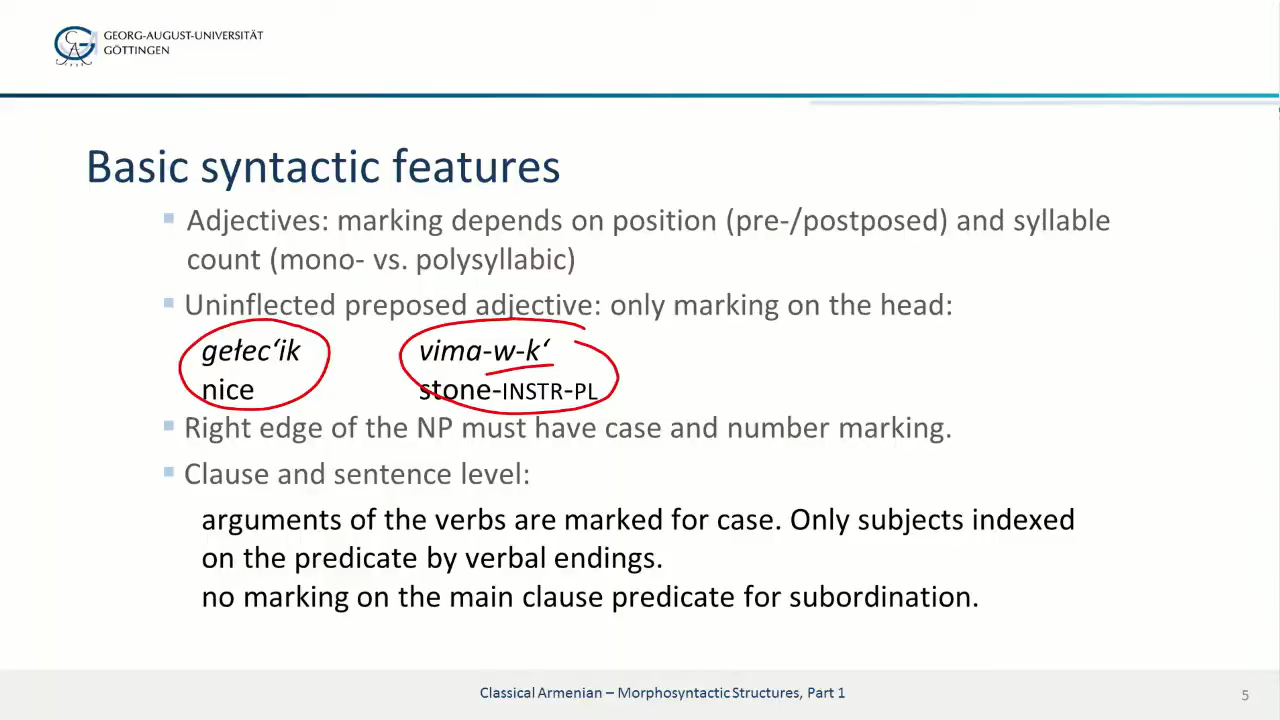 GEORG-AUGUST-UNIVERSITÄT
GÖTTINGEN
Basic syntactic features
Adjectives: marking depends on position (pre-/postposed) and syllable
count (mono- vs. polysyllabic)
Uninflected preposed adjective: only marking on the head:
gełec‘ik vima-w-k‘
nice stone-INSTR-PL
Right edge of the NP must have case and number marking.
Clause and sentence level:
arguments of the verbs are marked for case. Only subjects indexed
on the predicate by verbal endings.
no marking on the main clause predicate for subordination.
Classical Armenian – Morphosyntactic Structures, Part 1
5